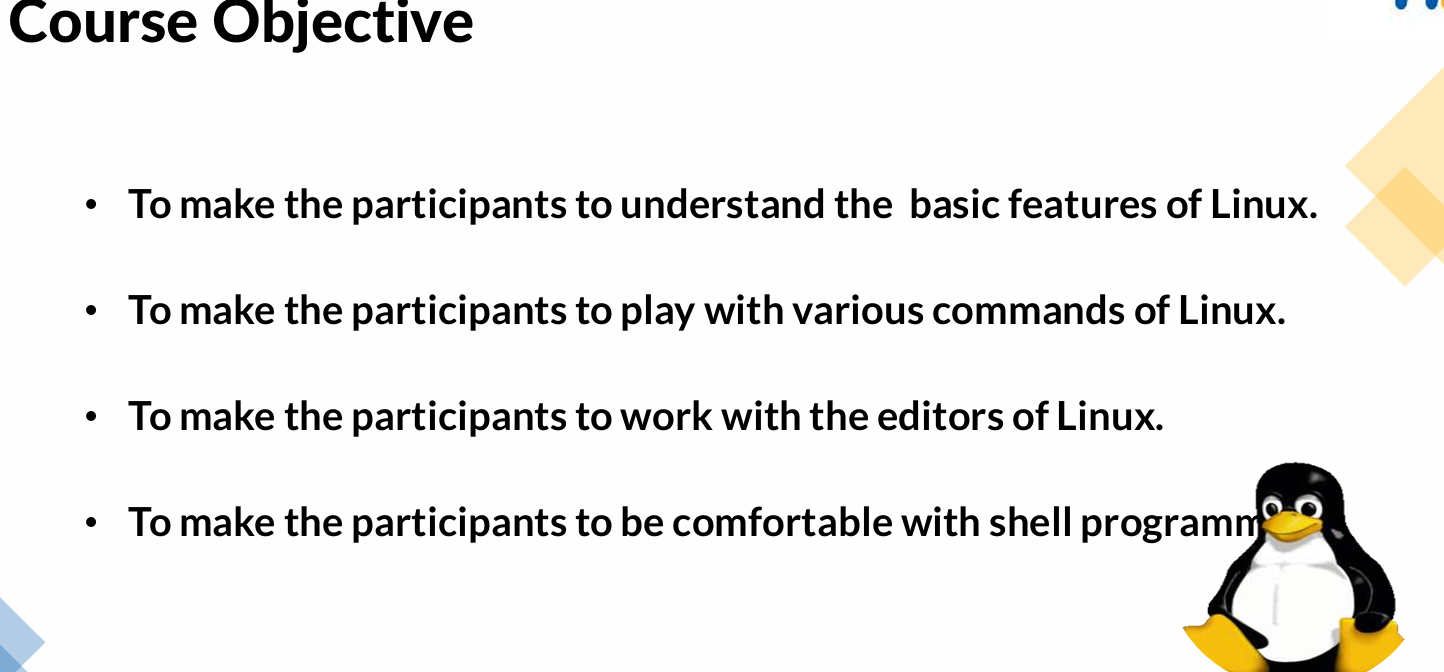 Course Objective
• To make the participants to understand the  basic features of Linux.
• To make the participants to play with various commands of Linux.
• To make the participants to work with the editors of Linux.
• To make the participants to be comfortable with shell